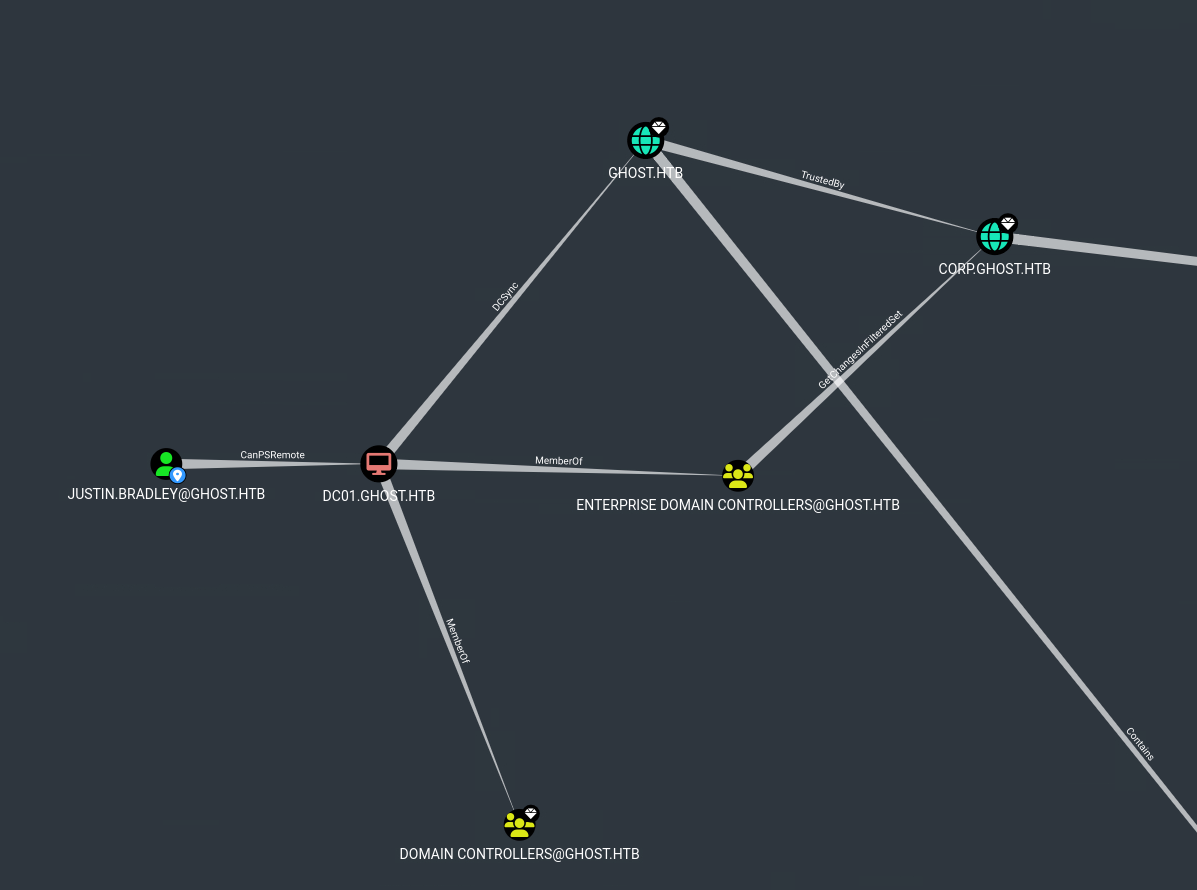 GHOST.HTB
TrustedBy
CORP.GHOST.HTB
DCSync
GetChangesInFilteredSet
CanPSRemote
MemberOf
JUSTIN.BRADLEY@GHOST.HTB
DC01.GHOST.HTB
ENTERPRISE DOMAIN CONTROLLERS@GHOST.HTB
MemberOf
Contains
DOMAIN CONTROLLERS@GHOST.HTB